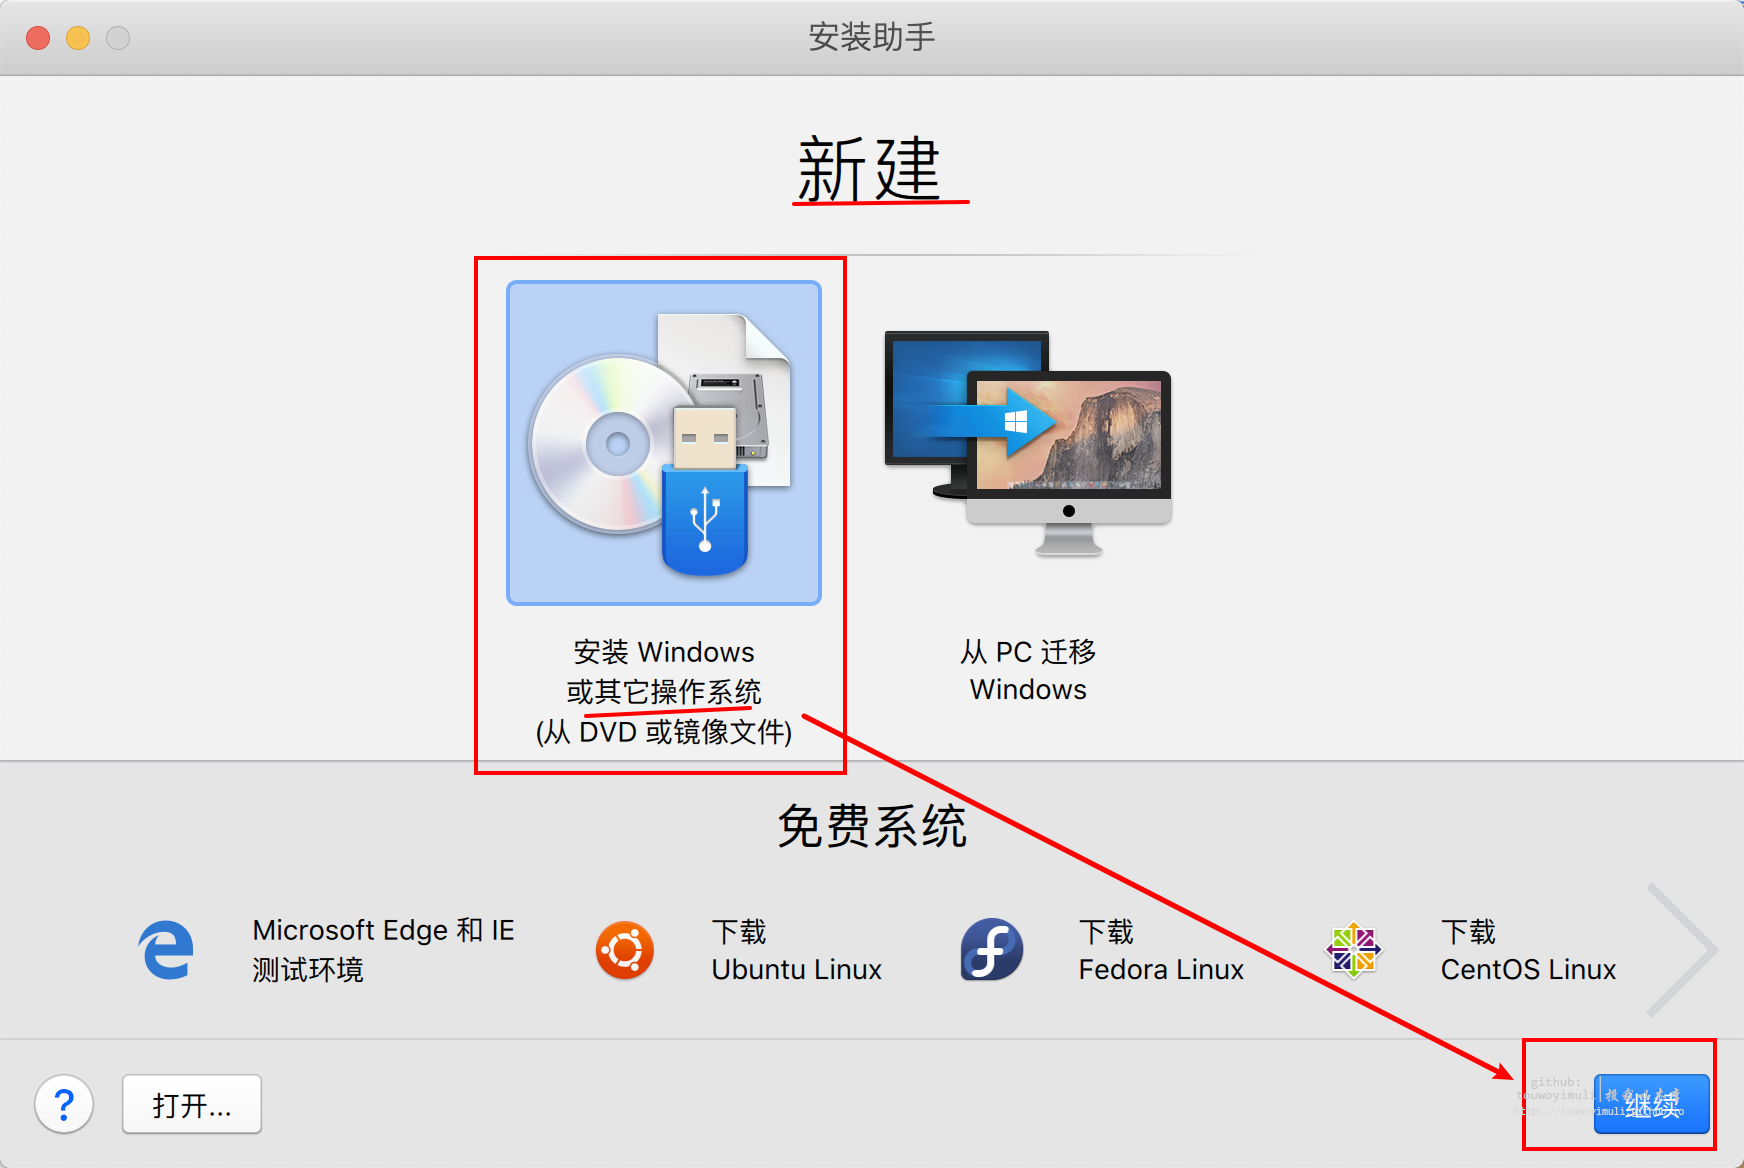 安装助手
新建
安装 Windows
或其它操作系统
(从 DVD 或镜像文件)
从 PC 迁移
Windows
免费系统
Microsoft Edge 和 IE
测试环境
下载
Ubuntu Linux
下载
Fedora Linux
下载
CentOS Linux
?
打开...
继续
github:
touwoyimuli